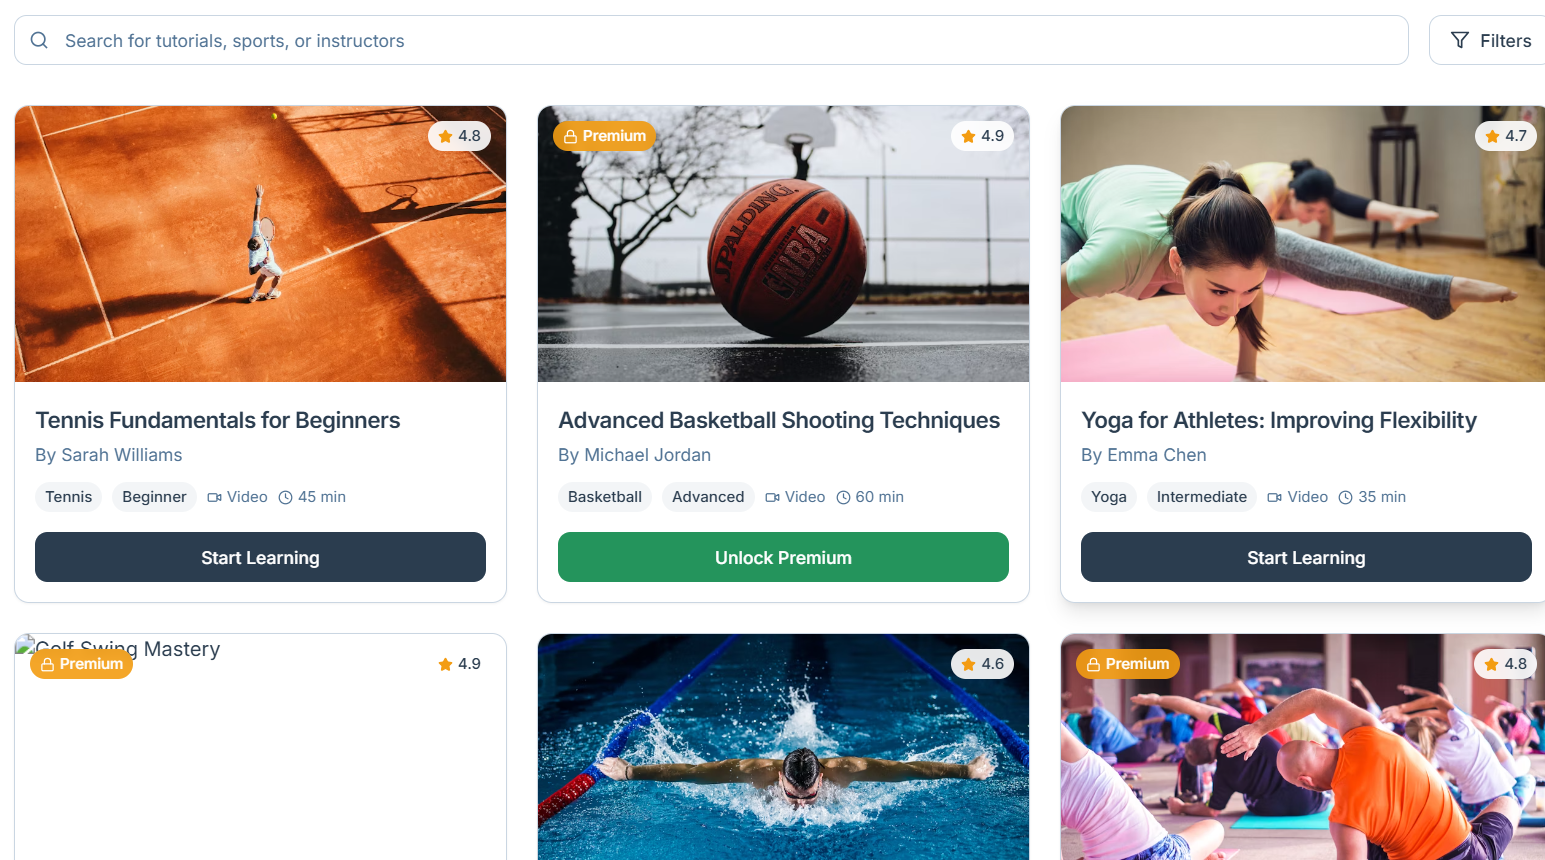 Search for tutorials, sports, or instructors
Filters
4.8
Premium
4.9
SPALDING.
NBA
4.7
Tennis Fundamentals for Beginners
By Sarah Williams
Tennis
Beginner
Video
45 min
Start Learning
Advanced Basketball Shooting Techniques
By Michael Jordan
Basketball
Advanced
Video
60 min
Unlock Premium
Yoga for Athletes: Improving Flexibility
By Emma Chen
Yoga
Intermediate
Video
35 min
Start Learning
Golf Swing Mastery
Premium
4.9
4.6
Premium
4.8